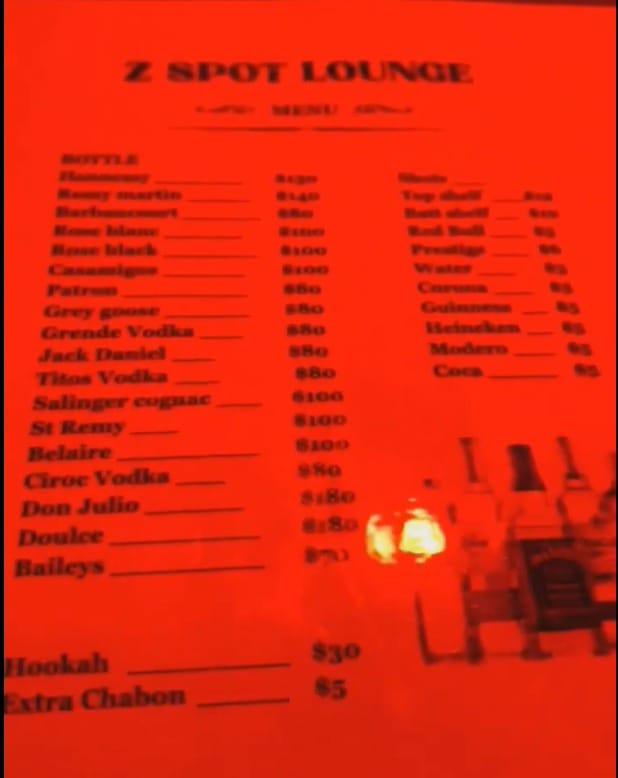 Z SPOT LOUNGE
MENU
BOTTLE
Hennessy $130
Remy martin $140
Barbancourt $80
Rose blanc $100
Rose black $100
Casamigos $100
Patron $80
Grey goose $80
Grende Vodka $80
Jack Daniel $80
Titos Vodka $80
Salinger cognac $100
St Remy $100
Belaire $100
Ciroc Vodka $80
Don Julio $180
Doulce $180
Baileys $70
Hookah $30
Extra Chabon $5
Shots
Top shelf
shelf $10
Red Bull $5
Prestige $6
Water
Corona $5
Guinness $5
Heineken $5
Modero $5
Coca $5